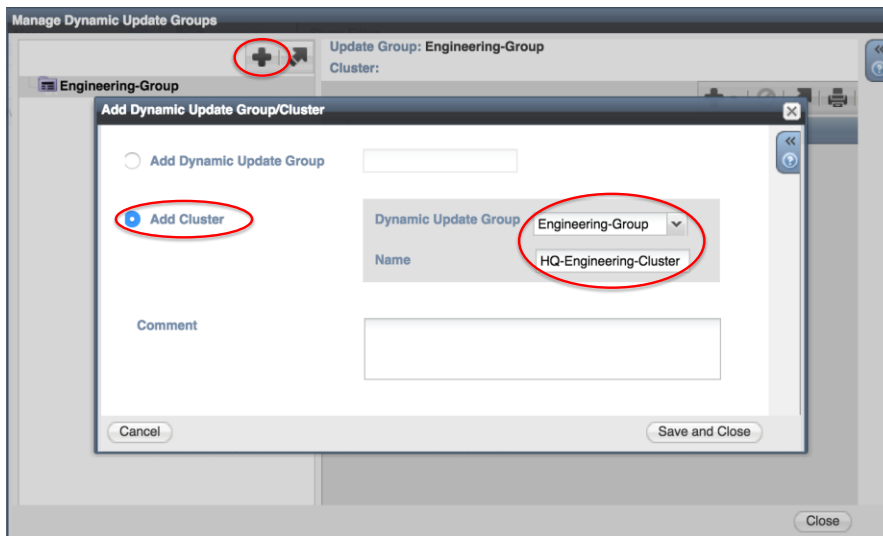 Manage Dynamic Update Groups
Update Group: Engineering-Group
Cluster:
Engineering-Group
Add Dynamic Update Group/Cluster
Add Dynamic Update Group
Add Cluster
Dynamic Update Group
Engineering-Group
Name
HQ-Engineering-Cluster
Comment
Cancel
Save and Close
Close